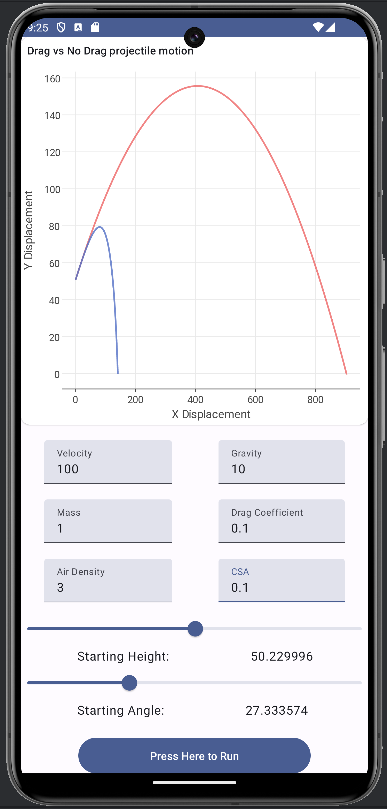 9:25
Drag vs No Drag projectile motion
160
140
120
100
80
60
40
20
0
Y Displacement
0 200 400 600 800
X Displacement
Velocity Gravity
100 10
Mass Drag Coefficient
1 0.1
Air Density CSA
3 0.1
Starting Height: 50.229996
Starting Angle: 27.333574
Press Here to Run